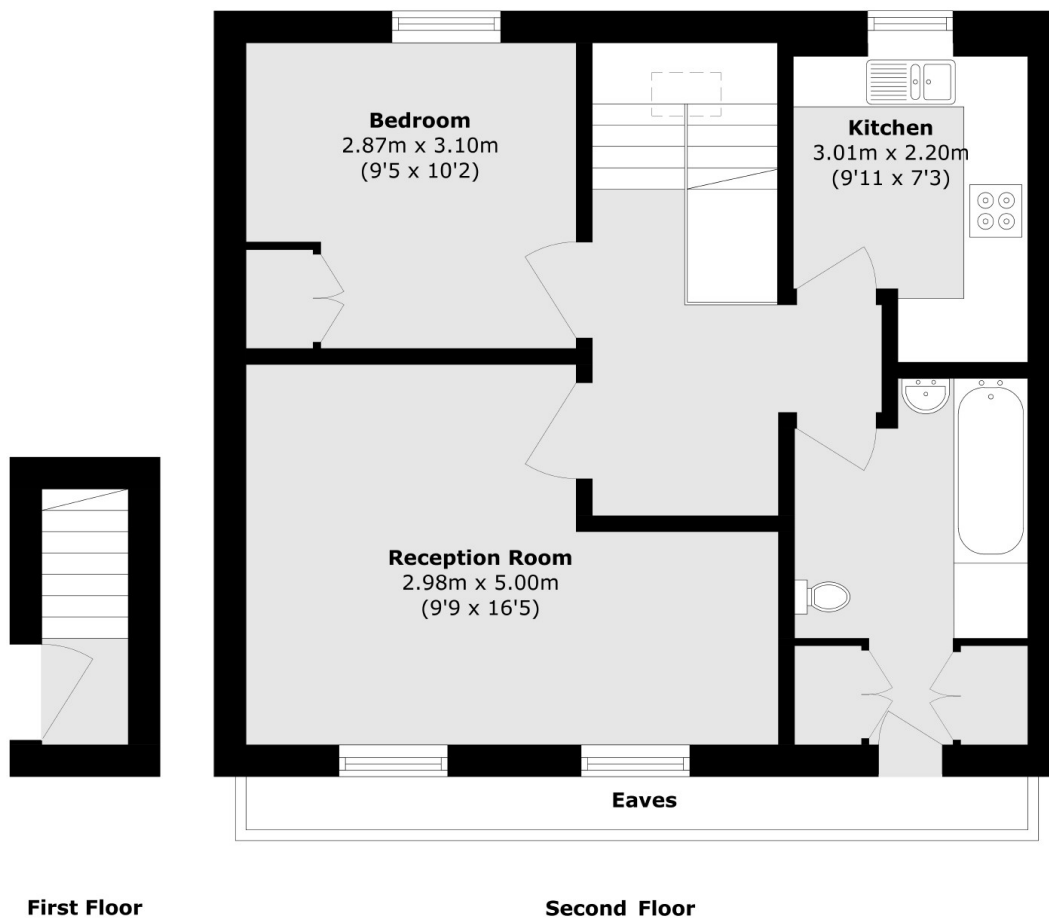 Bedroom
2.87m x 3.10m
(9'5 x 10'2)
Kitchen
3.01m x 2.20m
(9'11 x 7'3)
Reception Room
2.98m x 5.00m
(9'9 x 16'5)
Eaves
First Floor
Second Floor